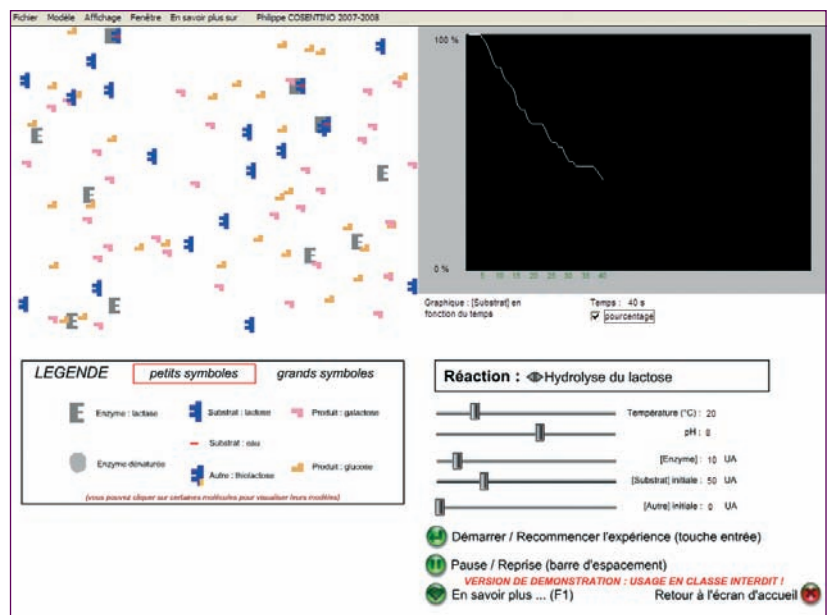 Fichier Modèle Affichage Fenêtre En savoir plus sur Philippe COSENTINO 2007-2008
100 %
0 %
5 10 15 20 25 30 35 40
Graphique : [Substrat] en
fonction du temps
Temps : 40 s
pourcentage
LEGENDE petits symboles grands symboles
Enzyme : lactase
Substrat : lactose
Produit : galactose
Substrat : eau
Enzyme dénaturée
Autre : thiolactose
Produit : glucose
(vous pouvez cliquer sur certaines molécules pour visualiser leurs modèles)
Réaction : Hydrolyse du lactose
Température (°C) : 20
pH : 8
[Enzyme] : 10 UA
[Substrat] initiale : 50 UA
[Autre] initiale : 0 UA
Démarrer / Recommencer l'expérience (touche entrée)
Pause / Reprise (barre d'espacement)
VERSION DE DEMONSTRATION : USAGE EN CLASSE INTERDIT !
En savoir plus ... (F1) Retour à l'écran d'accueil